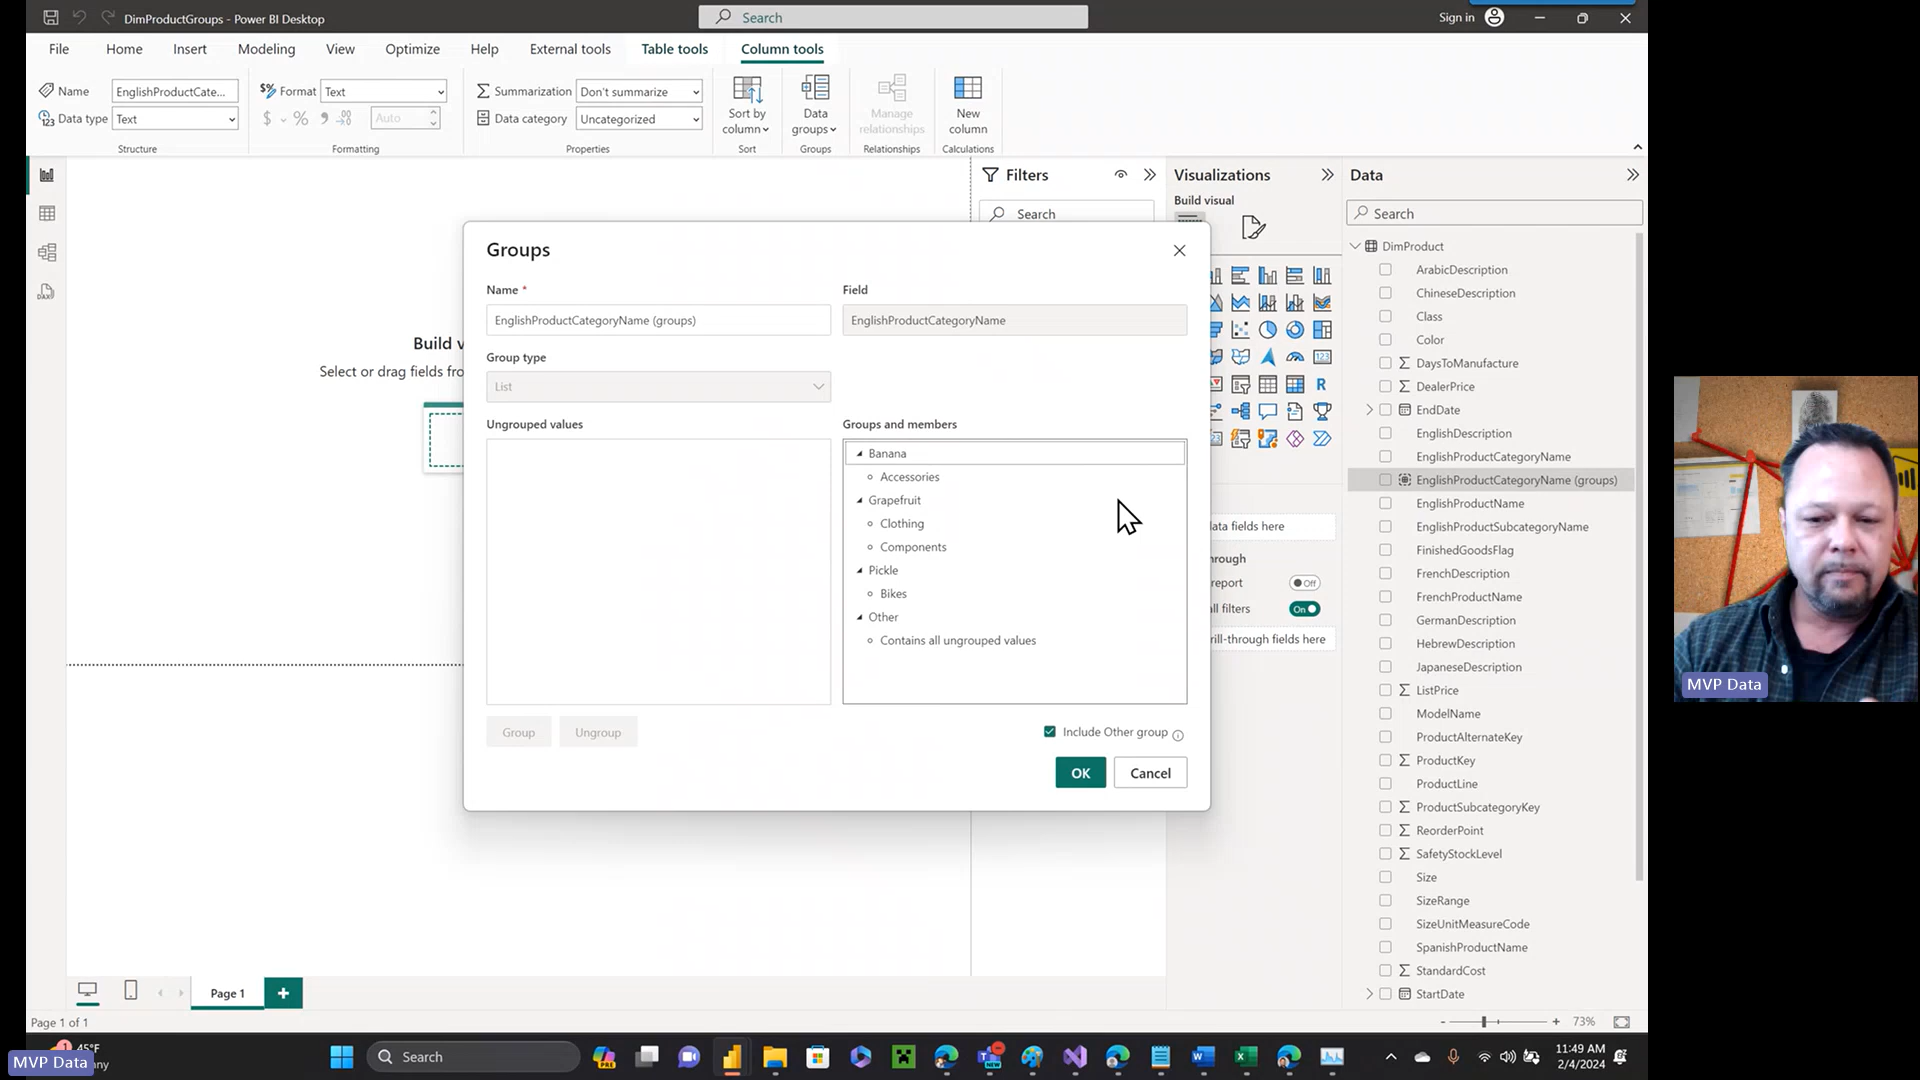 DimProductGroups - Power BI Desktop
Search
Sign in
File
Home
Insert
Modeling
View
Optimize
Help
External tools
Table tools
Column tools
Name
EnglishProductCate...
Format
Text
Summarization
Don't summarize
Data type
Text
$ % Auto
Data category
Uncategorized
Sort by column
Data groups
Manage relationships
New column
Structure
Formatting
Properties
Sort
Groups
Relationships
Calculations
Filters
Search
Visualizations
Build visual
Data
Search
DimProduct
ArabicDescription
ChineseDescription
Class
Color
DaysToManufacture
DealerPrice
EndDate
EnglishDescription
EnglishProductCategoryName
EnglishProductCategoryName (groups)
EnglishProductName
EnglishProductSubcategoryName
FinishedGoodsFlag
FrenchDescription
FrenchProductName
GermanDescription
HebrewDescription
JapaneseDescription
ListPrice
ModelName
ProductAlternateKey
ProductKey
ProductLine
ProductSubcategoryKey
ReorderPoint
SafetyStockLevel
Size
SizeRange
SizeUnitMeasureCode
SpanishProductName
StandardCost
StartDate
Build v
Select or drag fields fro
Groups
Name *
Field
EnglishProductCategoryName (groups)
EnglishProductCategoryName
Group type
List
Ungrouped values
Groups and members
Banana
Accessories
Grapefruit
Clothing
Components
Pickle
Bikes
Other
Contains all ungrouped values
Group
Ungroup
Include Other group
OK
Cancel
data fields here
hrough
report
Off
all filters
On
rill-through fields here
Page 1
Page 1 of 1
73%
45°F
nny
MVP Data
Search
PRE
NEW
11:49 AM
2/4/2024
MVP Data